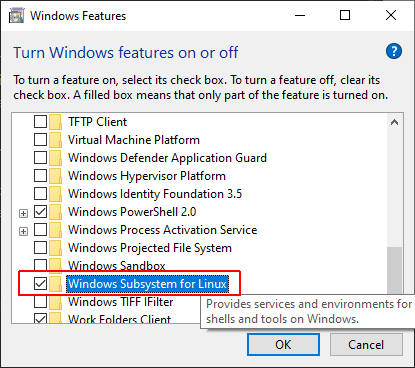 Windows Features
Turn Windows features on or off
?
To turn a feature on, select its check box. To turn a feature off, clear its
check box. A filled box means that only part of the feature is turned on.
TFTP Client
Virtual Machine Platform
Windows Defender Application Guard
Windows Hypervisor Platform
Windows Identity Foundation 3.5
Windows PowerShell 2.0
Windows Process Activation Service
Windows Projected File System
Windows Sandbox
Windows Subsystem for Linux
Windows TIFF IFilter
Work Folders Client
Provides services and environments for
shells and tools on Windows.
OK
Cancel